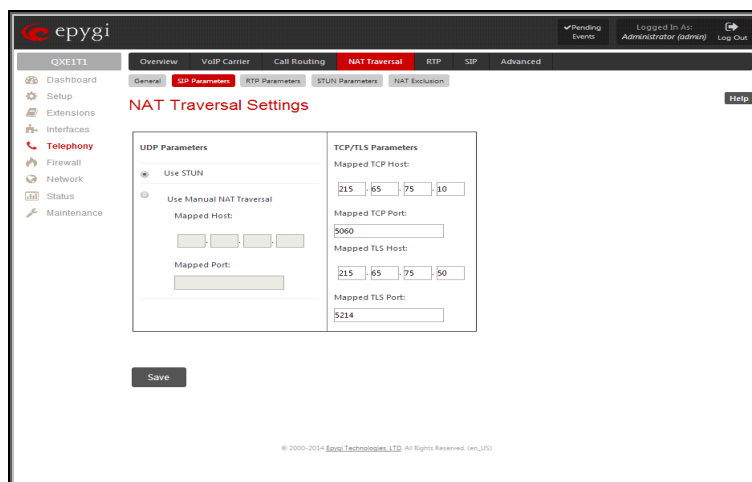 epygi
Pending Events
Logged In As:
Administrator (admin)
Log Out
QXE1T1
Overview VoIP Carrier Call Routing NAT Traversal RTP SIP Advanced
Dashboard
Setup
Extensions
Interfaces
Telephony
Firewall
Network
Status
Maintenance
General SIP Parameters RTP Parameters STUN Parameters NAT Exclusion
NAT Traversal Settings
Help
UDP Parameters
Use STUN
Use Manual NAT Traversal
Mapped Host:
. . .
Mapped Port:
TCP/TLS Parameters
Mapped TCP Host:
215 . 65 . 75 . 10
Mapped TCP Port:
5060
Mapped TLS Host:
215 . 65 . 75 . 50
Mapped TLS Port:
5214
Save
© 2000-2014 Epygi Technologies, LTD. All Rights Reserved. (en_US)